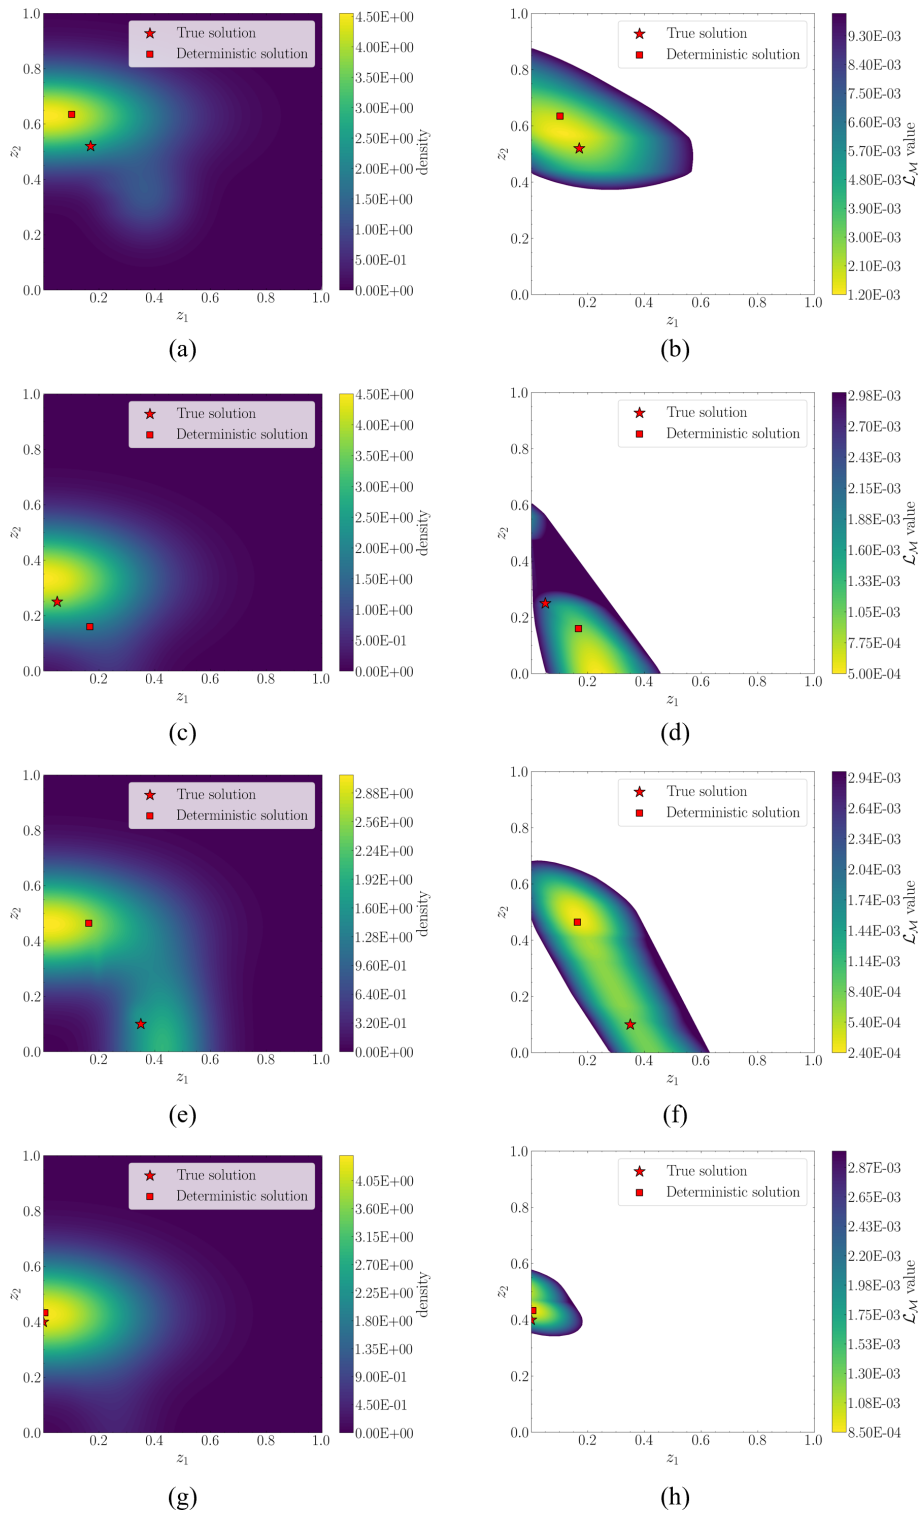 True solution
Deterministic solution
1.0
0.8
0.6
0.4
0.2
0.0
0.2
0.4
0.6
0.8
1.0
z₂
z₁
4.50E+00
4.00E+00
3.50E+00
3.00E+00
2.50E+00
2.00E+00
1.50E+00
1.00E+00
5.00E-01
0.00E+00
density
(a)
True solution
Deterministic solution
1.0
0.8
0.6
0.4
0.2
0.0
0.2
0.4
0.6
0.8
1.0
z₂
z₁
9.30E-03
8.40E-03
7.50E-03
6.60E-03
5.70E-03
4.80E-03
3.90E-03
3.00E-03
2.10E-03
1.20E-03
ℒ_ℳ value
(b)
True solution
Deterministic solution
1.0
0.8
0.6
0.4
0.2
0.0
0.2
0.4
0.6
0.8
1.0
z₂
z₁
4.50E+00
4.00E+00
3.50E+00
3.00E+00
2.50E+00
2.00E+00
1.50E+00
1.00E+00
5.00E-01
0.00E+00
density
(c)
True solution
Deterministic solution
1.0
0.8
0.6
0.4
0.2
0.0
0.2
0.4
0.6
0.8
1.0
z₂
z₁
2.98E-03
2.70E-03
2.43E-03
2.15E-03
1.88E-03
1.60E-03
1.33E-03
1.05E-03
7.75E-04
5.00E-04
ℒ_ℳ value
(d)
True solution
Deterministic solution
1.0
0.8
0.6
0.4
0.2
0.0
0.2
0.4
0.6
0.8
1.0
z₂
z₁
2.88E+00
2.56E+00
2.24E+00
1.92E+00
1.60E+00
1.28E+00
9.60E-01
6.40E-01
3.20E-01
0.00E+00
density
(e)
True solution
Deterministic solution
1.0
0.8
0.6
0.4
0.2
0.0
0.2
0.4
0.6
0.8
1.0
z₂
z₁
2.94E-03
2.64E-03
2.34E-03
2.04E-03
1.74E-03
1.44E-03
1.14E-03
8.40E-04
5.40E-04
2.40E-04
ℒ_ℳ value
(f)
True solution
Deterministic solution
1.0
0.8
0.6
0.4
0.2
0.0
0.2
0.4
0.6
0.8
1.0
z₂
z₁
4.05E+00
3.60E+00
3.15E+00
2.70E+00
2.25E+00
1.80E+00
1.35E+00
9.00E-01
4.50E-01
0.00E+00
density
(g)
True solution
Deterministic solution
1.0
0.8
0.6
0.4
0.2
0.0
0.2
0.4
0.6
0.8
1.0
z₂
z₁
2.87E-03
2.65E-03
2.43E-03
2.20E-03
1.98E-03
1.75E-03
1.53E-03
1.30E-03
1.08E-03
8.50E-04
ℒ_ℳ value
(h)